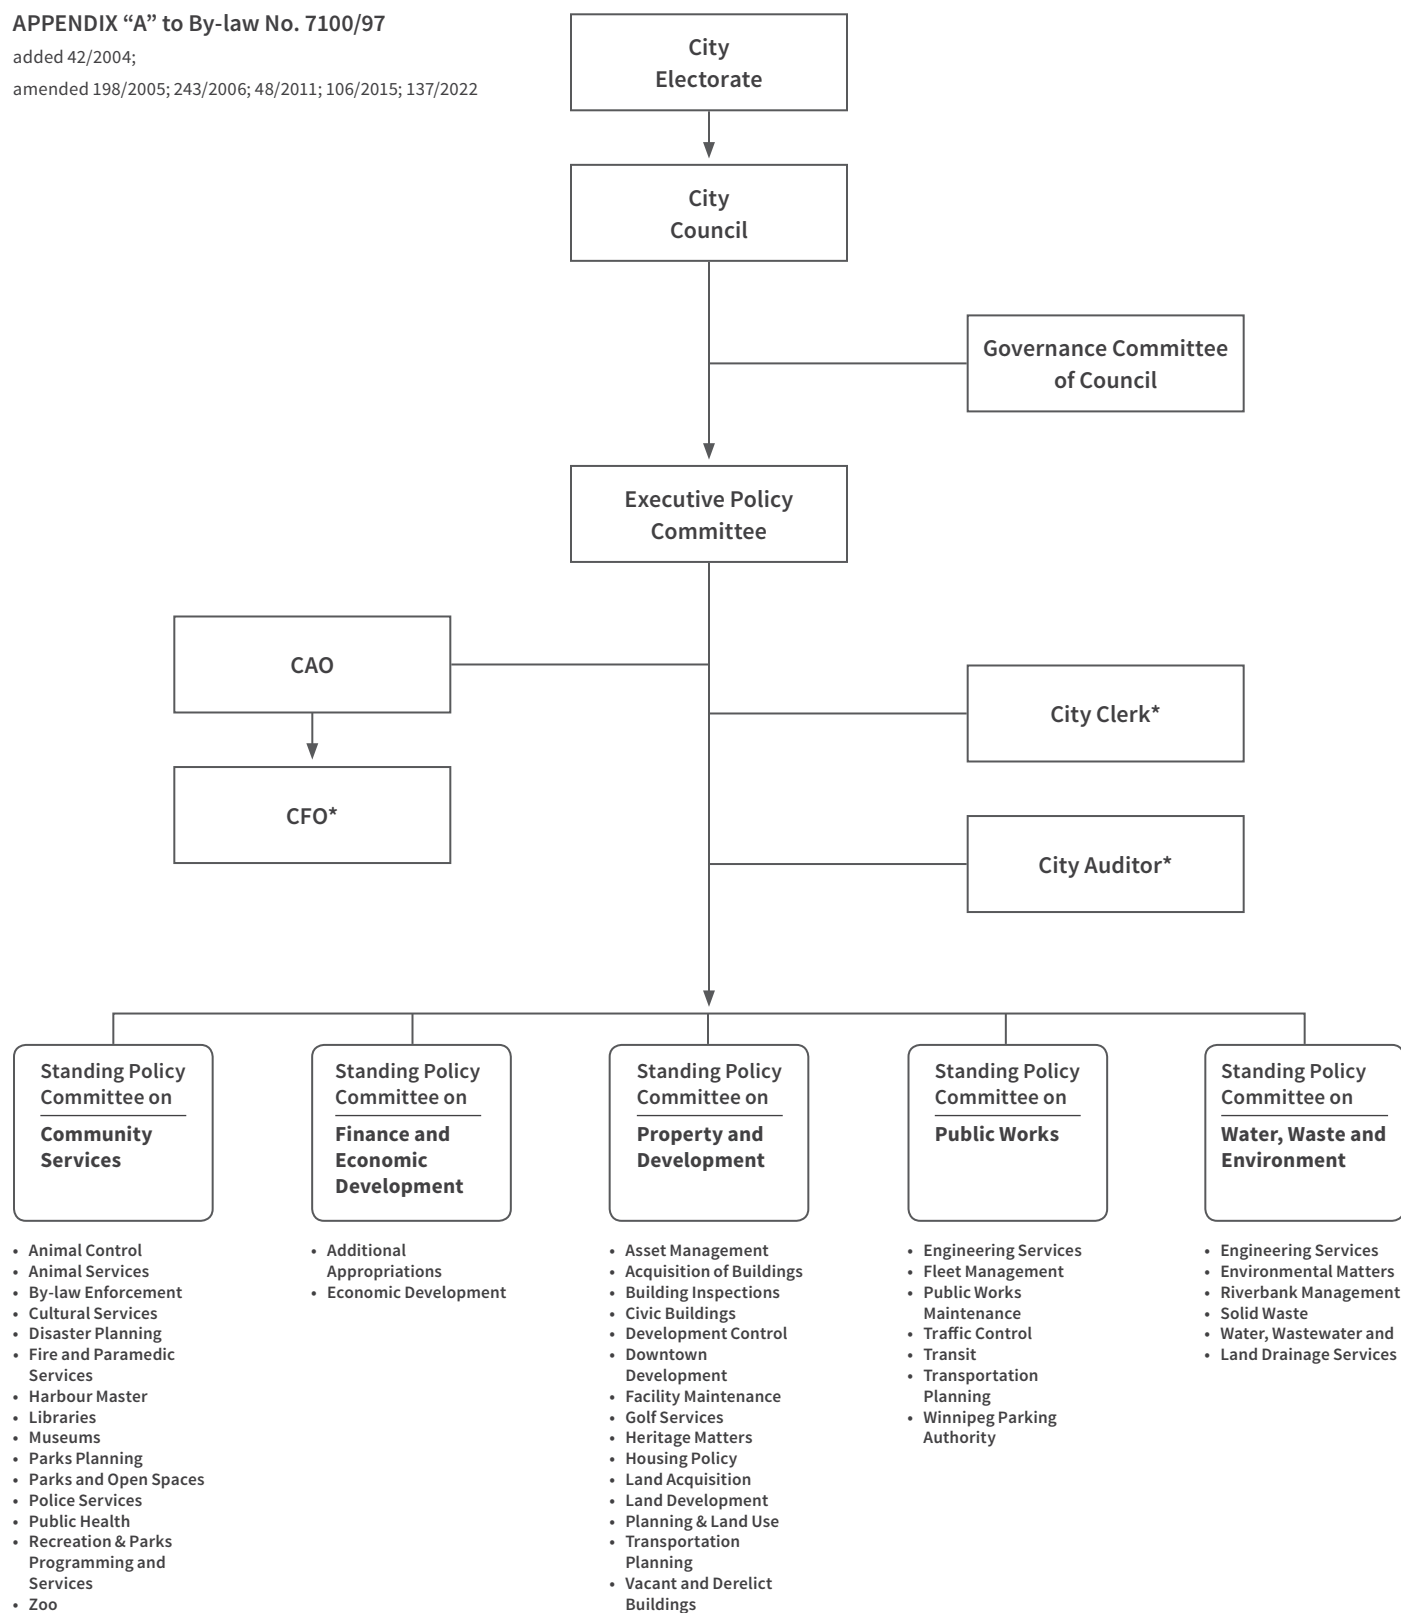 APPENDIX “A” to By-law No. 7100/97
added 42/2004;
amended 198/2005; 243/2006; 48/2011; 106/2015; 137/2022
City
Electorate
City
Council
Governance Committee
of Council
Executive Policy
Committee
CAO
City Clerk*
CFO*
City Auditor*
Standing Policy
Committee on
Community
Services
• Animal Control
• Animal Services
• By-law Enforcement
• Cultural Services
• Disaster Planning
• Fire and Paramedic
Services
• Harbour Master
• Libraries
• Museums
• Parks Planning
• Parks and Open Spaces
• Police Services
• Public Health
• Recreation & Parks
Programming and
Services
• Zoo
Standing Policy
Committee on
Finance and
Economic
Development
• Additional
Appropriations
• Economic Development
Standing Policy
Committee on
Property and
Development
• Asset Management
• Acquisition of Buildings
• Building Inspections
• Civic Buildings
• Development Control
• Downtown
Development
• Facility Maintenance
• Golf Services
• Heritage Matters
• Housing Policy
• Land Acquisition
• Land Development
• Planning & Land Use
• Transportation
Planning
• Vacant and Derelict
Buildings
Standing Policy
Committee on
Public Works
• Engineering Services
• Fleet Management
• Public Works
Maintenance
• Traffic Control
• Transit
• Transportation
Planning
• Winnipeg Parking
Authority
Standing Policy
Committee on
Water, Waste and
Environment
• Engineering Services
• Environmental Matters
• Riverbank Management
• Solid Waste
• Water, Wastewater and
• Land Drainage Services